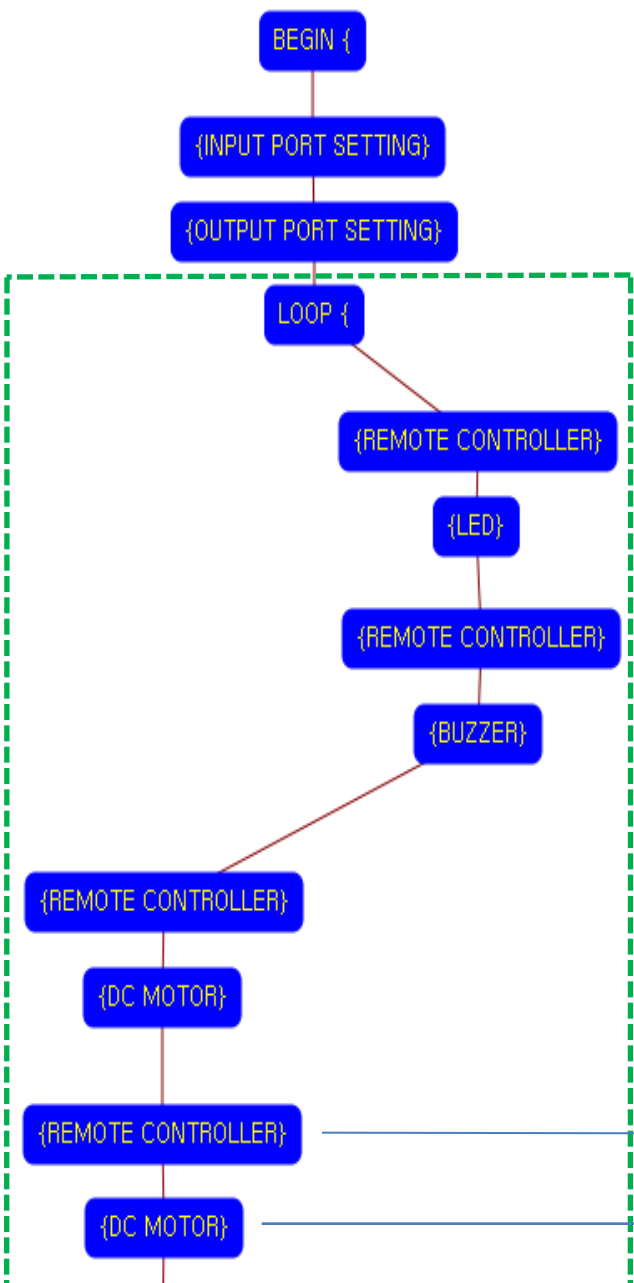 BEGIN {
{INPUT PORT SETTING}
{OUTPUT PORT SETTING}
LOOP {
{REMOTE CONTROLLER}
{LED}
{REMOTE CONTROLLER}
{BUZZER}
{REMOTE CONTROLLER}
{DC MOTOR}
{REMOTE CONTROLLER}
{DC MOTOR}